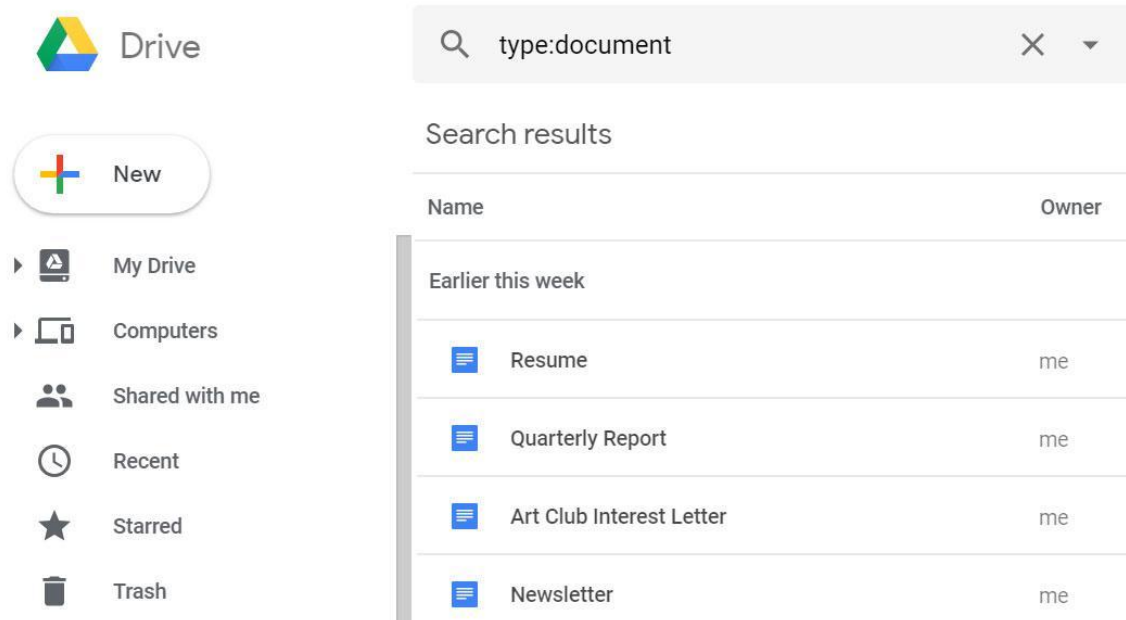 Drive
type:document
New
My Drive
Computers
Shared with me
Recent
Starred
Trash
Search results
Name Owner
Earlier this week
Resume me
Quarterly Report me
Art Club Interest Letter me
Newsletter me